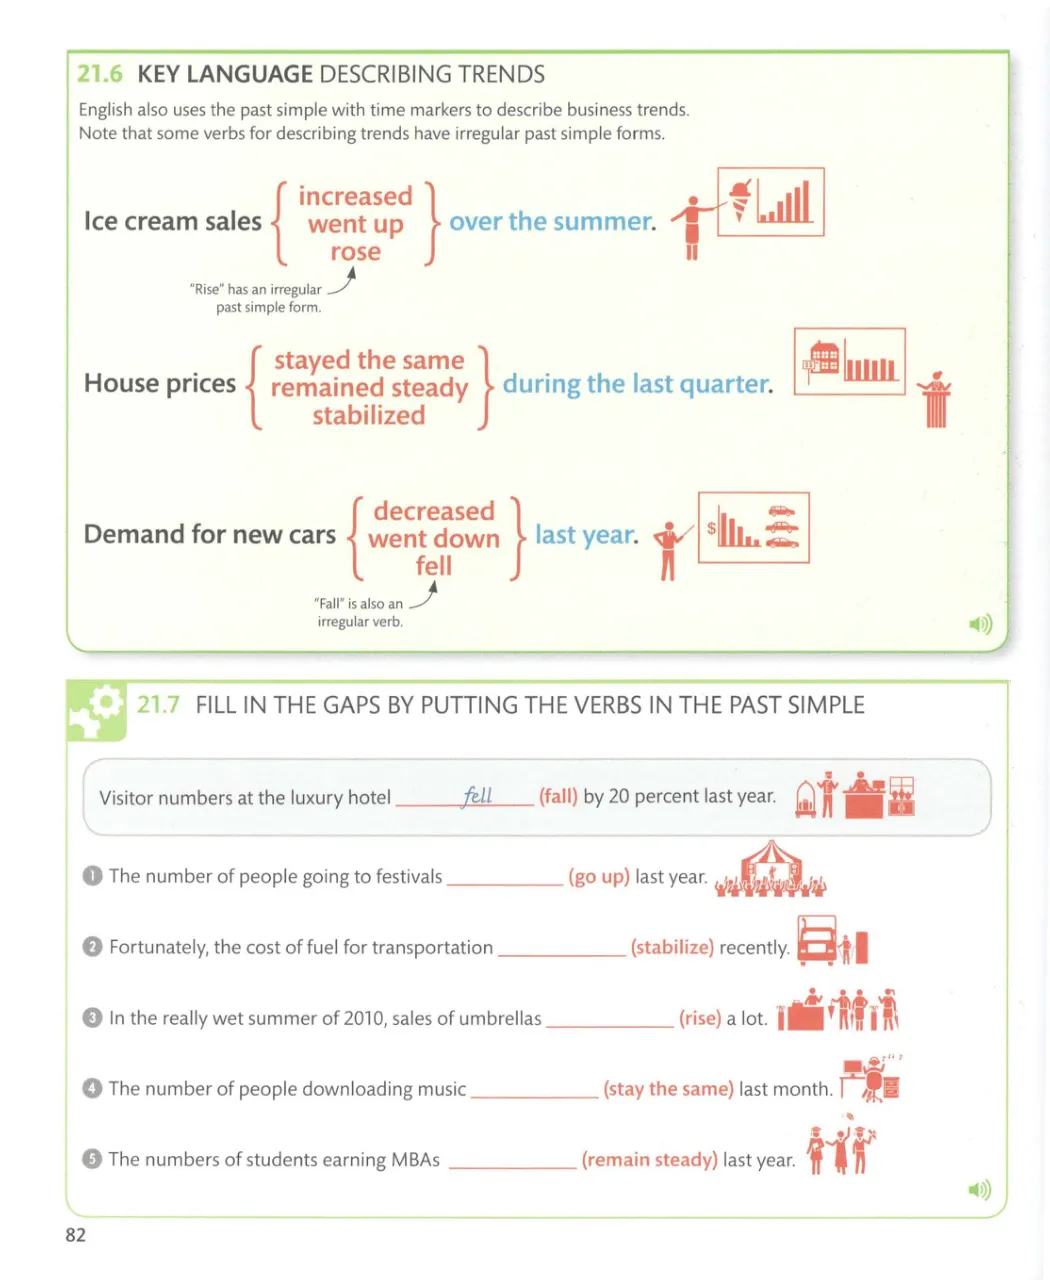 21.6 KEY LANGUAGE DESCRIBING TRENDS
English also uses the past simple with time markers to describe business trends.
Note that some verbs for describing trends have irregular past simple forms.
increased
Ice cream sales { went up } over the summer.
rose
"Rise" has an irregular
past simple form.
stayed the same
House prices { remained steady } during the last quarter.
stabilized
decreased
Demand for new cars { went down } last year.
fell
$
"Fall" is also an
irregular verb.
21.7 FILL IN THE GAPS BY PUTTING THE VERBS IN THE PAST SIMPLE
Visitor numbers at the luxury hotel ______ fell ______ (fall) by 20 percent last year.
1 The number of people going to festivals ____________ (go up) last year.
2 Fortunately, the cost of fuel for transportation ____________ (stabilize) recently.
3 In the really wet summer of 2010, sales of umbrellas ____________ (rise) a lot.
4 The number of people downloading music ____________ (stay the same) last month.
5 The numbers of students earning MBAs ____________ (remain steady) last year.
82